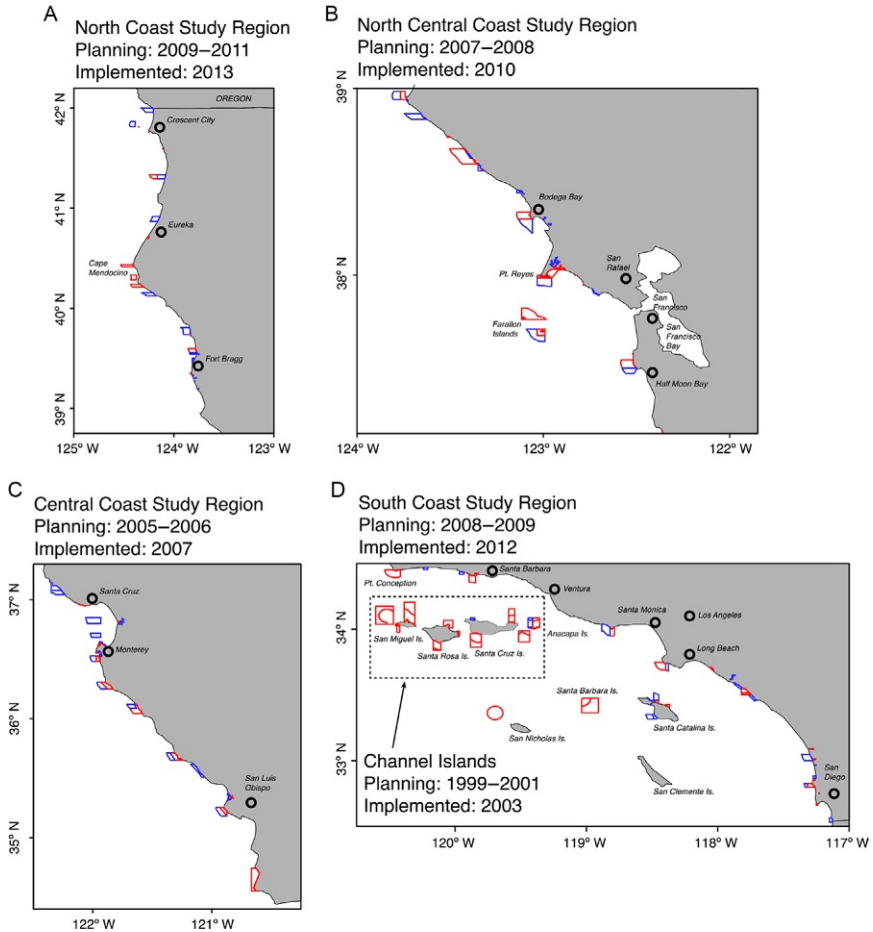 A
North Coast Study Region
Planning: 2009–2011
Implemented: 2013
OREGON
Crescent City
Eureka
Cape
Mendocino
Fort Bragg
42° N
41° N
40° N
39° N
125° W
124° W
123° W
B
North Central Coast Study Region
Planning: 2007–2008
Implemented: 2010
Bodega Bay
Pt. Reyes
San
Rafael
San
Francisco
San
Francisco
Bay
Farallon
Islands
Half Moon Bay
39° N
38° N
124° W
123° W
122° W
C
Central Coast Study Region
Planning: 2005–2006
Implemented: 2007
Santa Cruz
Monterey
San Luis
Obispo
37° N
36° N
35° N
122° W
121° W
D
South Coast Study Region
Planning: 2008–2009
Implemented: 2012
Santa Barbara
Pt. Conception
Ventura
Santa Monica
Los Angeles
San Miguel Is.
Anacapa Is.
Santa Rosa Is.
Santa Cruz Is.
Long Beach
Santa Barbara Is.
San Nicholas Is.
Santa Catalina Is.
San Clemente Is.
San
Diego
Channel Islands
Planning: 1999–2001
Implemented: 2003
34° N
33° N
120° W
119° W
118° W
117° W